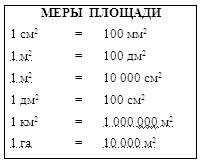 МЕРЫ ПЛОЩАДИ
1 см² = 100 мм²
1 м² = 100 дм²
1 м² = 10 000 см²
1 дм² = 100 см²
1 км² = 1 000 000 м²
1 га = 10 000 м²